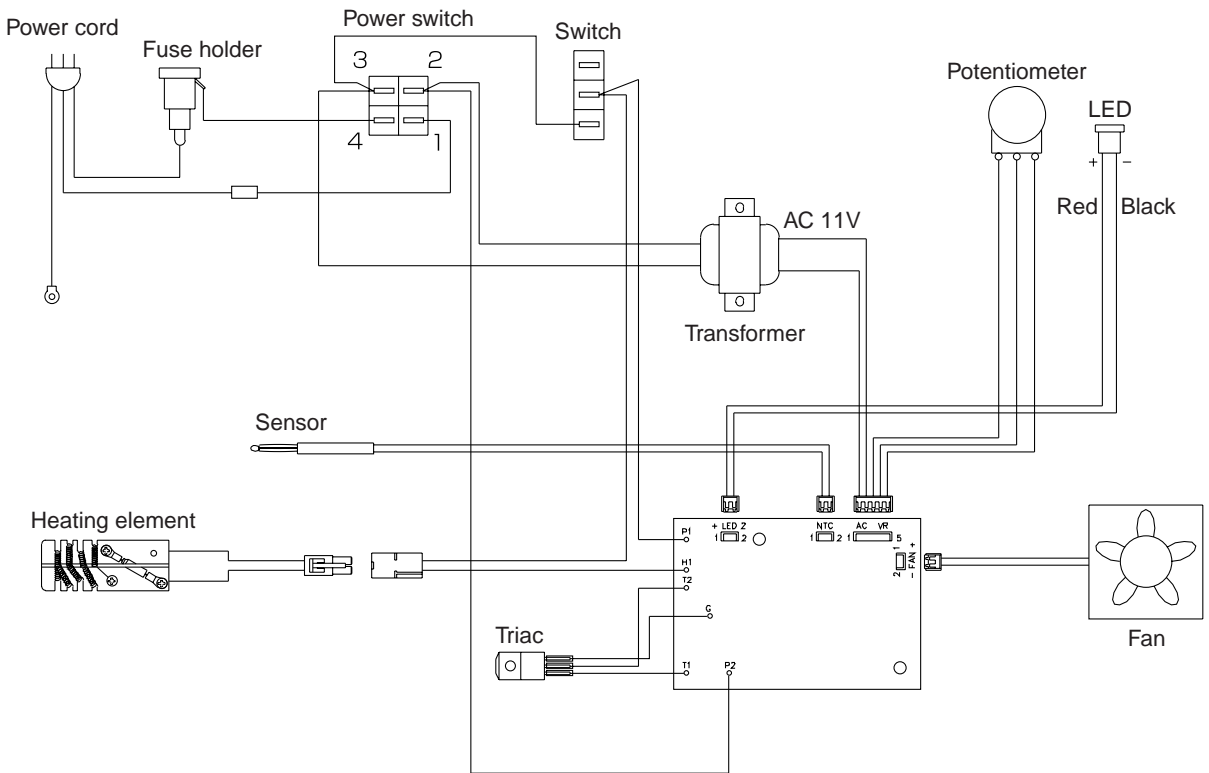 Power cord
Fuse holder
Power switch
Switch
3 2
4 1
Potentiometer
LED
+ -
Red Black
AC 11V
Transformer
Sensor
Heating element
P1
+ LED 2
1 2
NTC
1 2
AC VR
1 5
H1
T2
1
2
- FAN +
G
Triac
T1
P2
Fan